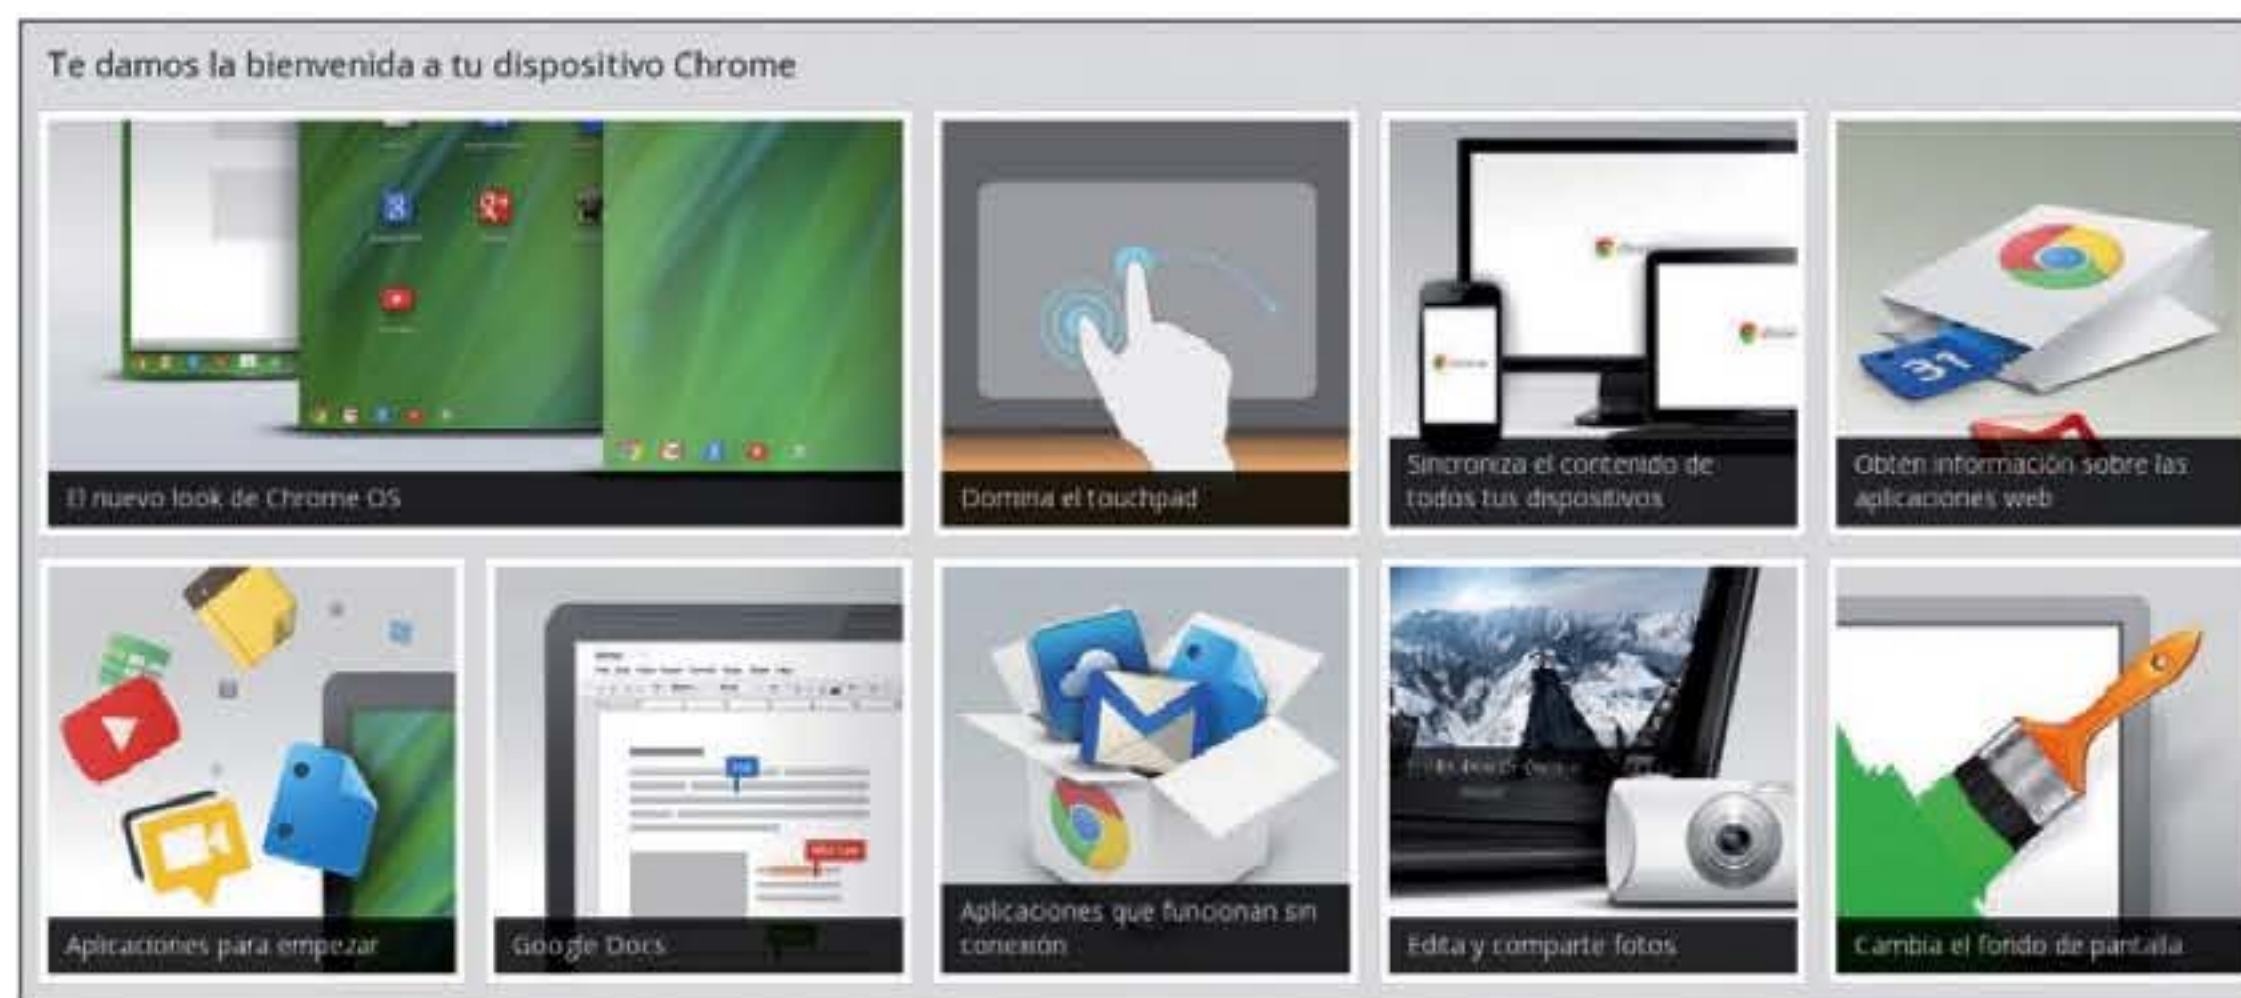 Te damos la bienvenida a tu dispositivo Chrome
El nuevo look de Chrome OS
Domina el touchpad
Sincroniza el contenido de
todos tus dispositivos
Obtén información sobre las
aplicaciones web
31
Aplicaciones para empezar
Google Docs
Aplicaciones que funcionan sin
conexión
Edita y comparte fotos
Cambia el fondo de pantalla